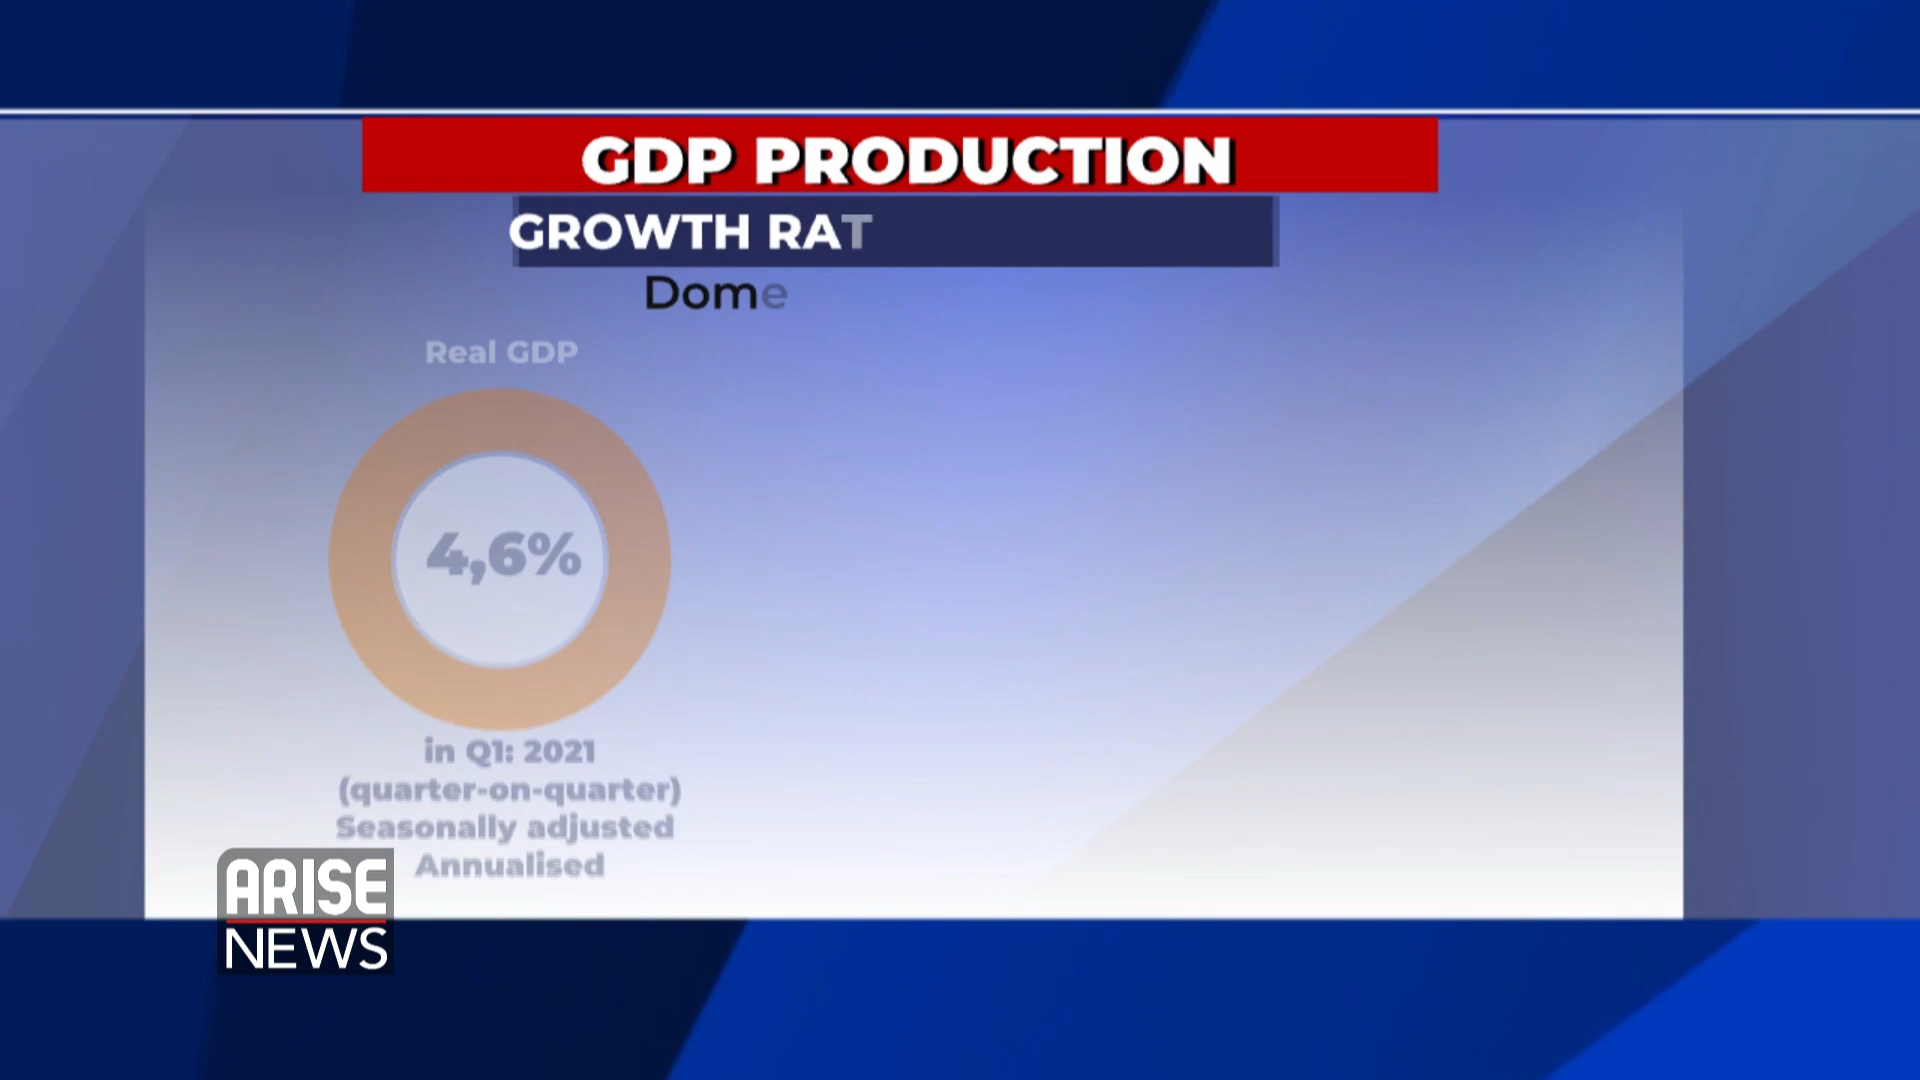 GDP PRODUCTION
GROWTH RAT
Dome
Real GDP
4,6%
in Q1: 2021
(quarter-on-quarter)
Seasonally adjusted
Annualised
ARISE
NEWS